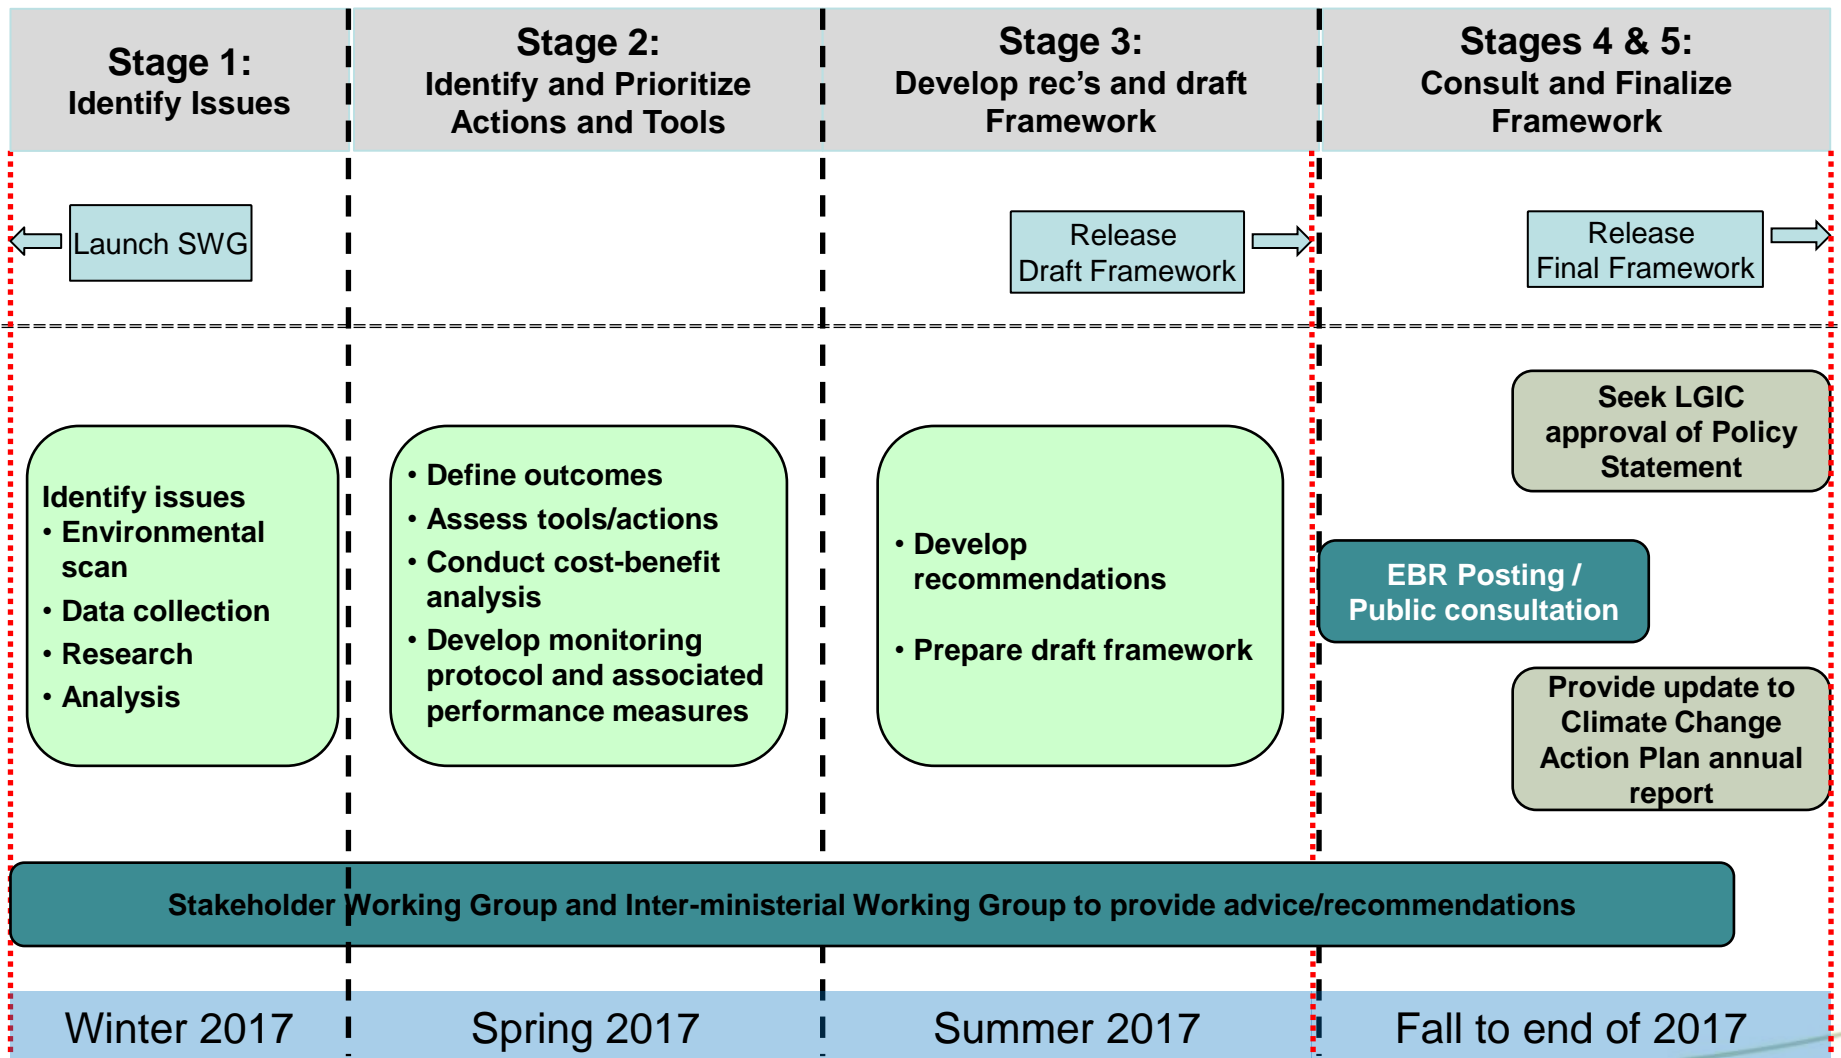 Stage 1:
Identify Issues
Stage 2:
Identify and Prioritize
Actions and Tools
Stage 3:
Develop rec's and draft
Framework
Stages 4 & 5:
Consult and Finalize
Framework
Launch SWG
Release
Draft Framework
Release
Final Framework
Identify issues
• Environmental
scan
• Data collection
• Research
• Analysis
• Define outcomes
• Assess tools/actions
• Conduct cost-benefit
analysis
• Develop monitoring
protocol and associated
performance measures
• Develop
recommendations
• Prepare draft framework
Seek LGIC
approval of Policy
Statement
EBR Posting /
Public consultation
Provide update to
Climate Change
Action Plan annual
report
Stakeholder Working Group and Inter-ministerial Working Group to provide advice/recommendations
Winter 2017
Spring 2017
Summer 2017
Fall to end of 2017